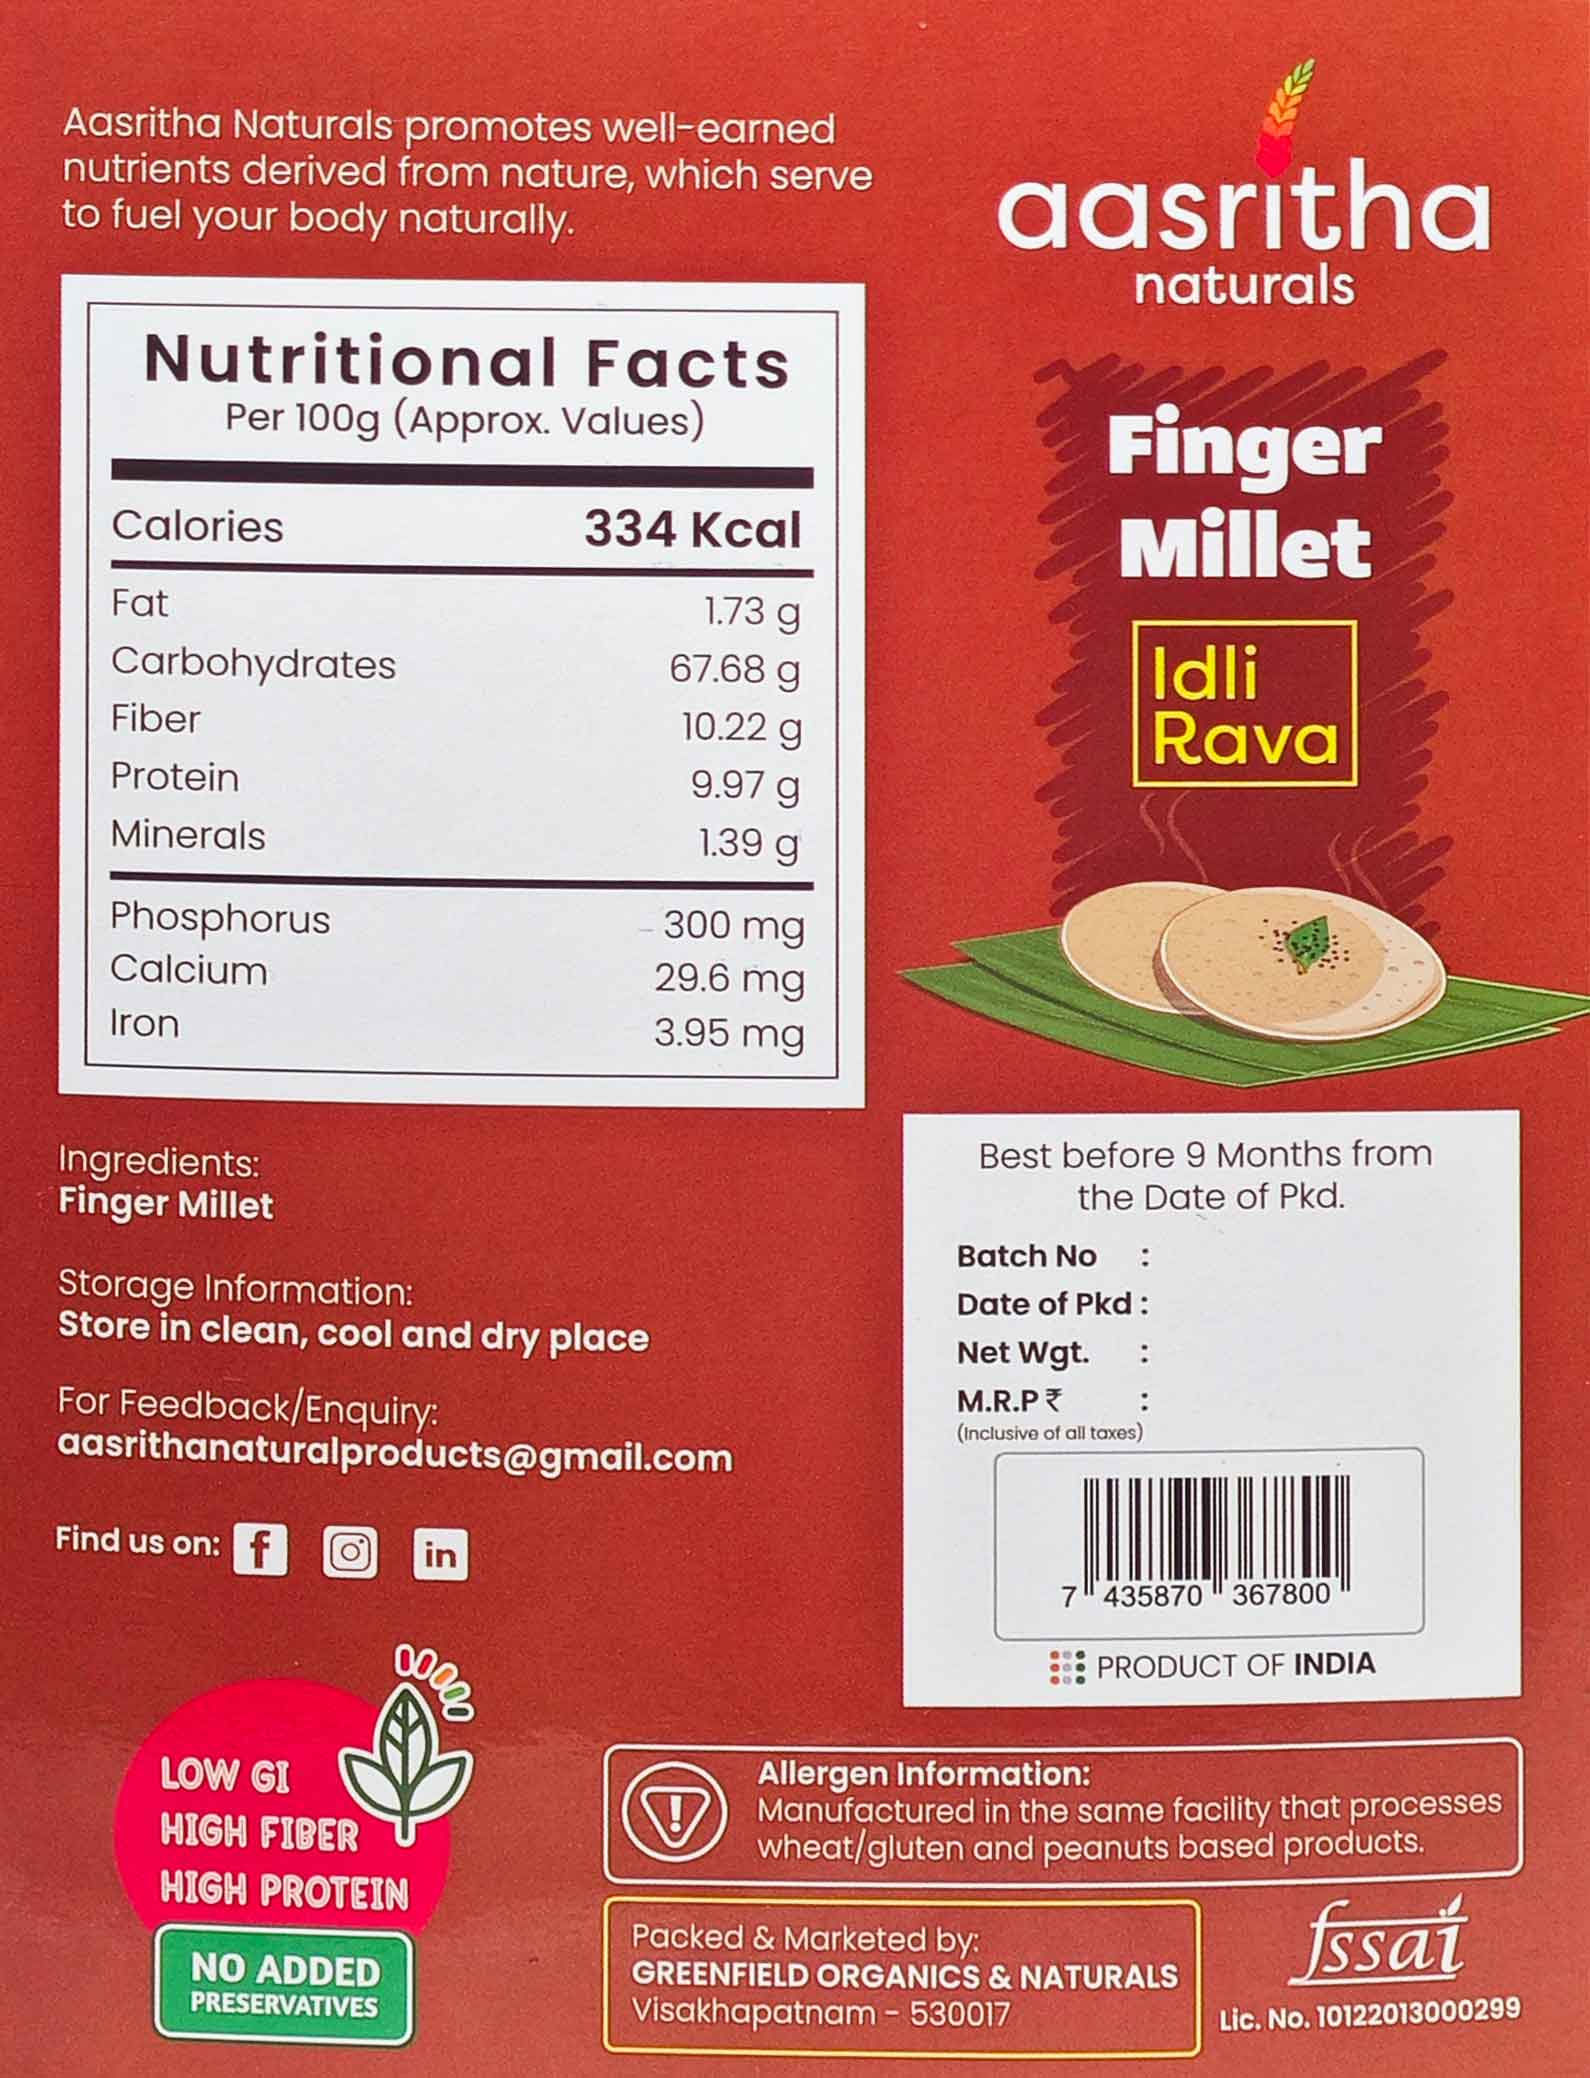 Aasritha Naturals promotes well-earned
nutrients derived from nature, which serve
to fuel your body naturally.
Nutritional Facts
Per 100g (Approx. Values)
Calories 334 Kcal
Fat 1.73 g
Carbohydrates 67.68 g
Fiber 10.22 g
Protein 9.97 g
Minerals 1.39 g
Phosphorus 300 mg
Calcium 29.6 mg
Iron 3.95 mg
Ingredients:
Finger Millet
Storage Information:
Store in clean, cool and dry place
For Feedback/Enquiry:
aasrithanaturalproducts@gmail.com
Find us on: f in
LOW GI
HIGH FIBER
HIGH PROTEIN
NO ADDED
PRESERVATIVES
aasritha
naturals
Finger
Millet
Idli
Rava
Best before 9 Months from
the Date of Pkd.
Batch No :
Date of Pkd :
Net Wgt. :
M.R.P ₹ :
(Inclusive of all taxes)
7 435870 367800
PRODUCT OF INDIA
Allergen Information:
Manufactured in the same facility that processes
wheat/gluten and peanuts based products.
Packed & Marketed by:
GREENFIELD ORGANICS & NATURALS
Visakhapatnam - 530017
fssai
Lic. No. 10122013000299